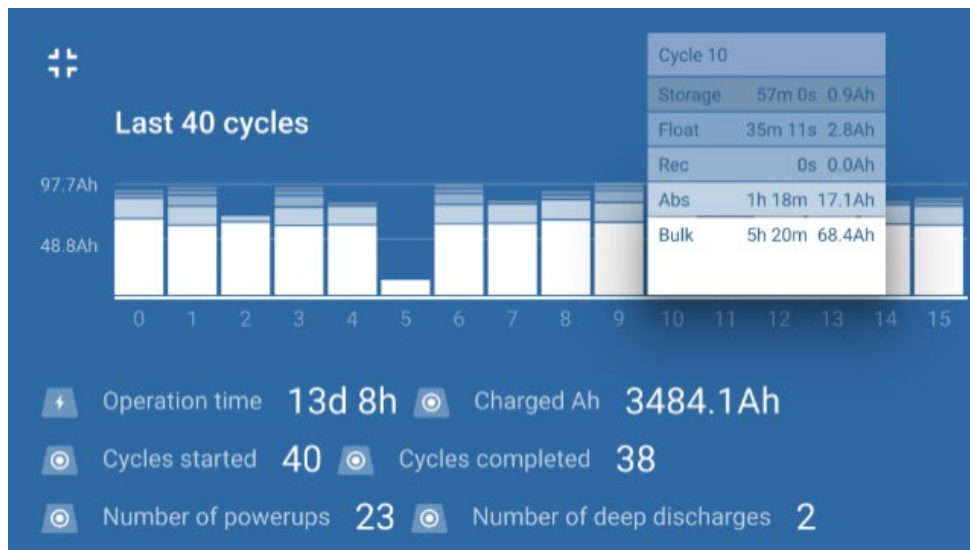 Cycle 10
Storage 57m 0s 0.9Ah
Float 35m 11s 2.8Ah
Rec 0s 0.0Ah
Abs 1h 18m 17.1Ah
Bulk 5h 20m 68.4Ah
Last 40 cycles
97.7Ah
48.8Ah
0 1 2 3 4 5 6 7 8 9 10 11 12 13 14 15
Operation time 13d 8h Charged Ah 3484.1Ah
Cycles started 40 Cycles completed 38
Number of powerups 23 Number of deep discharges 2